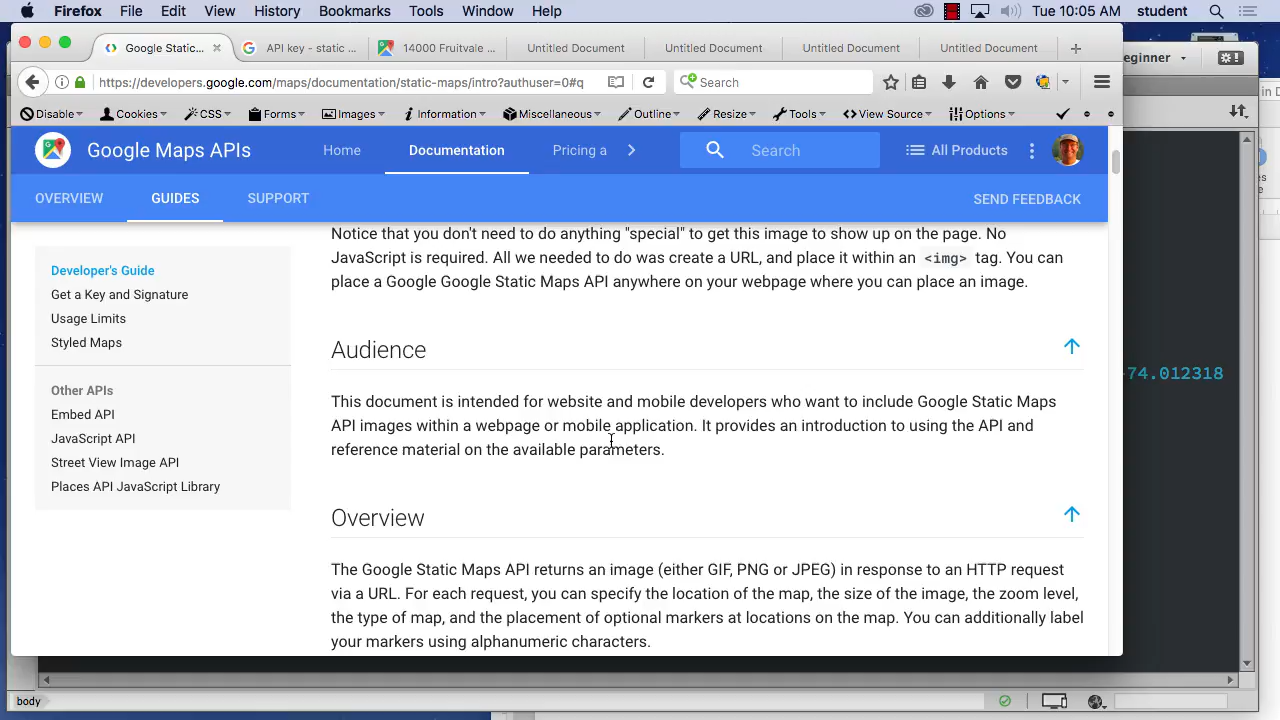 Firefox File Edit View History Bookmarks Tools Window Help Tue 10:05 AM student
Google Static... API key - static ... 14000 Fruitvale ... Untitled Document Untitled Document Untitled Document Untitled Document
eginner
https://developers.google.com/maps/documentation/static-maps/intro?authuser=0#q Search
in D
Disable Cookies CSS Forms Images Information Miscellaneous Outline Resize Tools View Source Options
Google Maps APIs Home Documentation Pricing a Search All Products
es
e
OVERVIEW GUIDES SUPPORT SEND FEEDBACK
Notice that you don't need to do anything "special" to get this image to show up on the page. No
JavaScript is required. All we needed to do was create a URL, and place it within an <img> tag. You can
place a Google Google Static Maps API anywhere on your webpage where you can place an image.
Developer's Guide
Get a Key and Signature
Usage Limits
Styled Maps
Other APIs
Embed API
JavaScript API
Street View Image API
Places API JavaScript Library
Audience
-74.012318
This document is intended for website and mobile developers who want to include Google Static Maps
API images within a webpage or mobile application. It provides an introduction to using the API and
reference material on the available parameters.
Overview
The Google Static Maps API returns an image (either GIF, PNG or JPEG) in response to an HTTP request
via a URL. For each request, you can specify the location of the map, the size of the image, the zoom level,
the type of map, and the placement of optional markers at locations on the map. You can additionally label
your markers using alphanumeric characters.
body